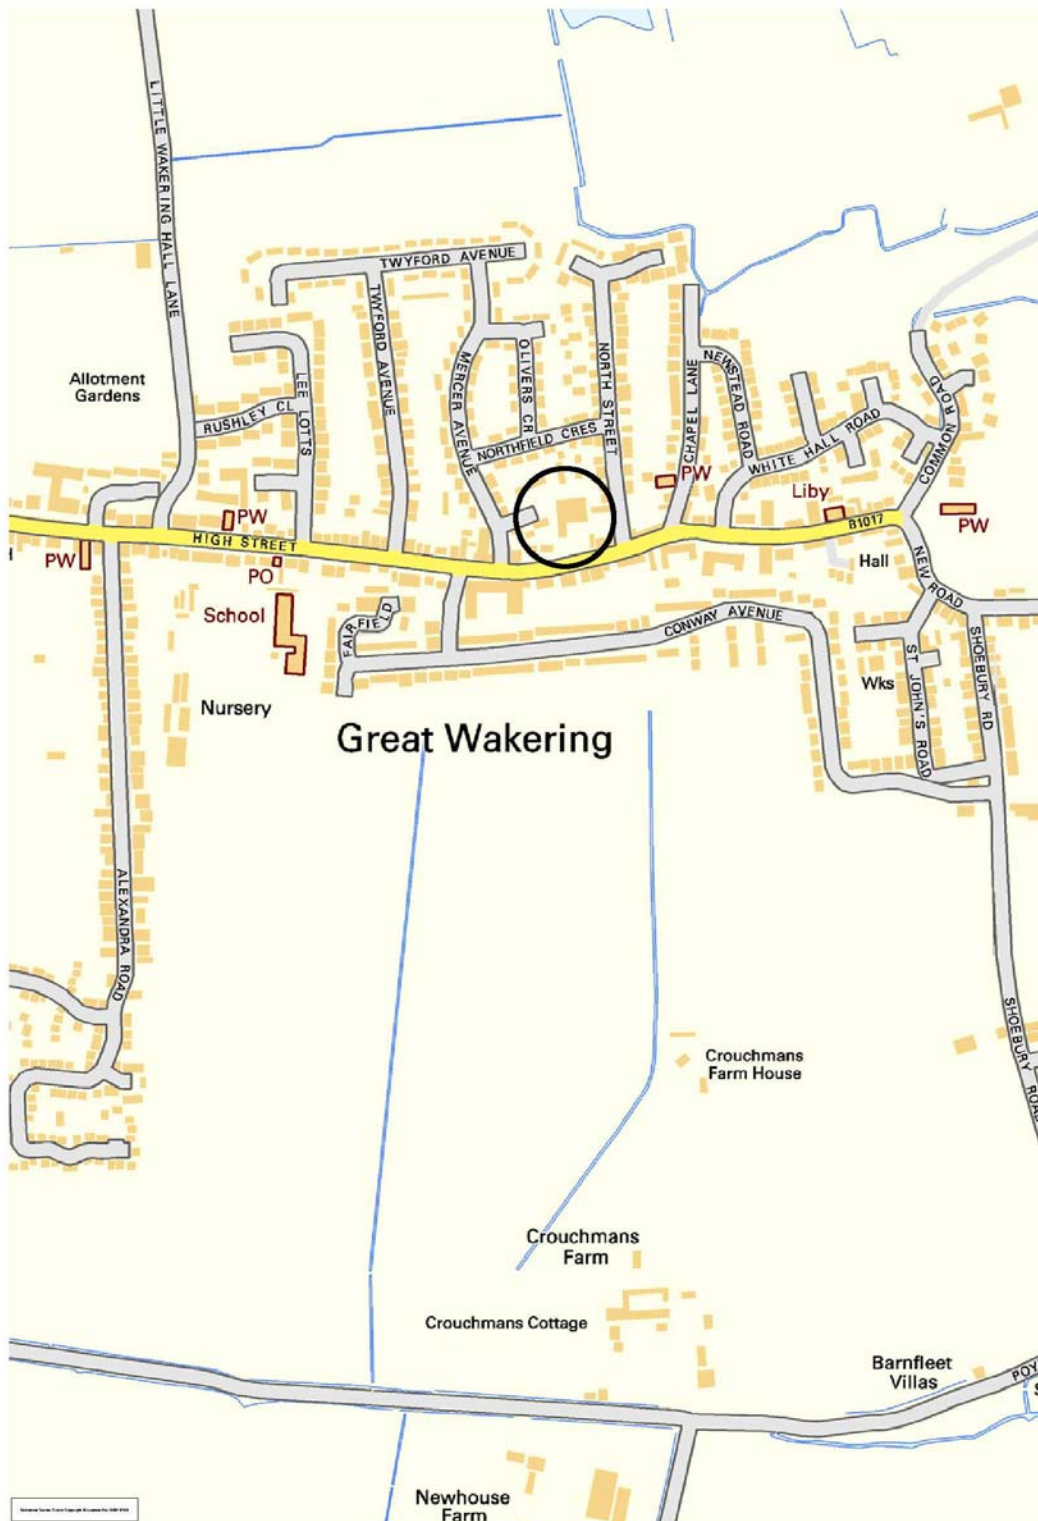 LITTLE WAKERING HALL LANE
TWYFORD AVENUE
TWYFORD AVENUE
Allotment
Gardens
LEE LOTTS
RUSHLEY CL
MERCER AVENUE
OLIVERS CR
NORTH STREET
NORTHFIELD CRES
CHAPEL LANE
NEWSTEAD ROAD
WHITE HALL ROAD
COMMON ROAD
PW
Liby
PW
PW
B1017
PW
HIGH STREET
PO
Hall
NEW ROAD
School
FAIRFIELD
CONWAY AVENUE
SHOEBURY RD
ST JOHN'S ROAD
Wks
Nursery
Great Wakering
ALEXANDRA ROAD
SHOEBURY ROAD
Crouchmans
Farm House
Crouchmans
Farm
Crouchmans Cottage
Barnfleet
Villas
POY
S
Newhouse
Farm